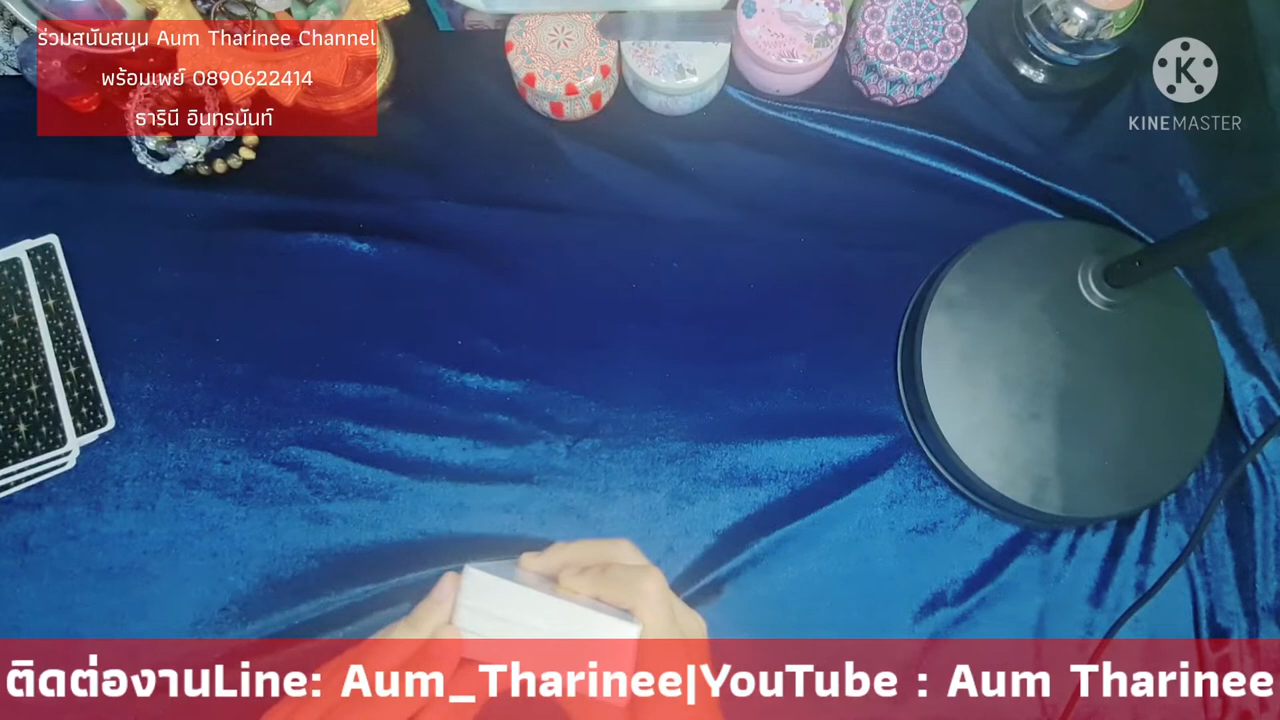 ร่วมสนับสนุน Aum Tharinee Channel
พร้อมเพย์ 0890622414
ธารินี อินทรนันท์
KINEMASTER
ติดต่องานLine: Aum_Tharinee|YouTube : Aum Tharinee